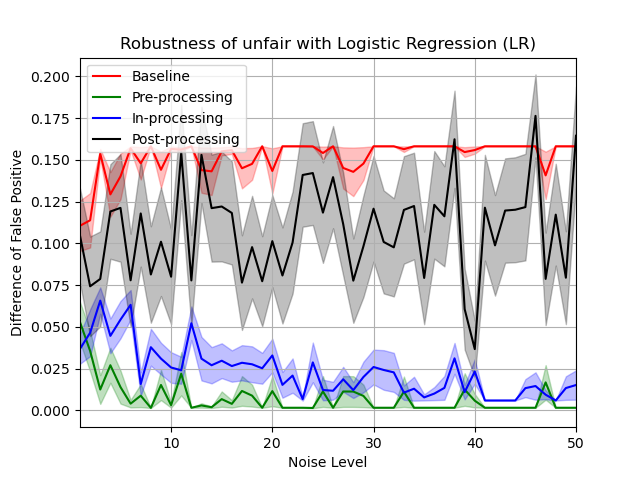 Robustness of unfair with Logistic Regression (LR)
Baseline
Pre-processing
In-processing
Post-processing
Difference of False Positive
0.200
0.175
0.150
0.125
0.100
0.075
0.050
0.025
0.000
10
20
30
40
50
Noise Level